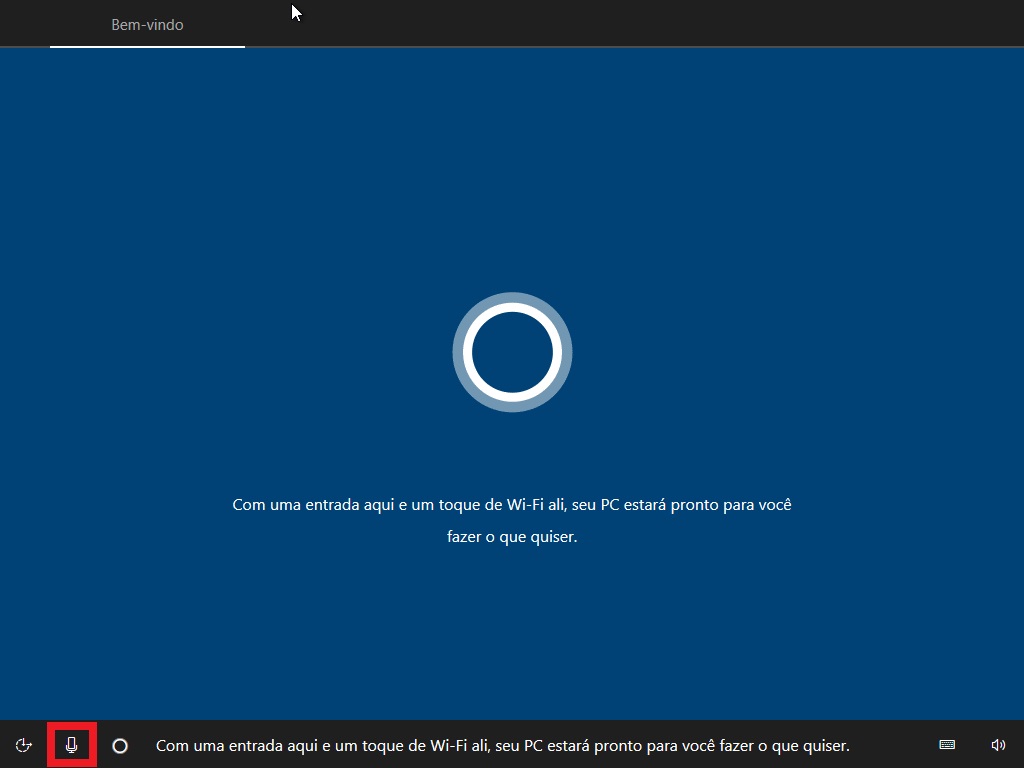 Bem-vindo
Com uma entrada aqui e um toque de Wi-Fi ali, seu PC estará pronto para você
fazer o que quiser.
Com uma entrada aqui e um toque de Wi-Fi ali, seu PC estará pronto para você fazer o que quiser.